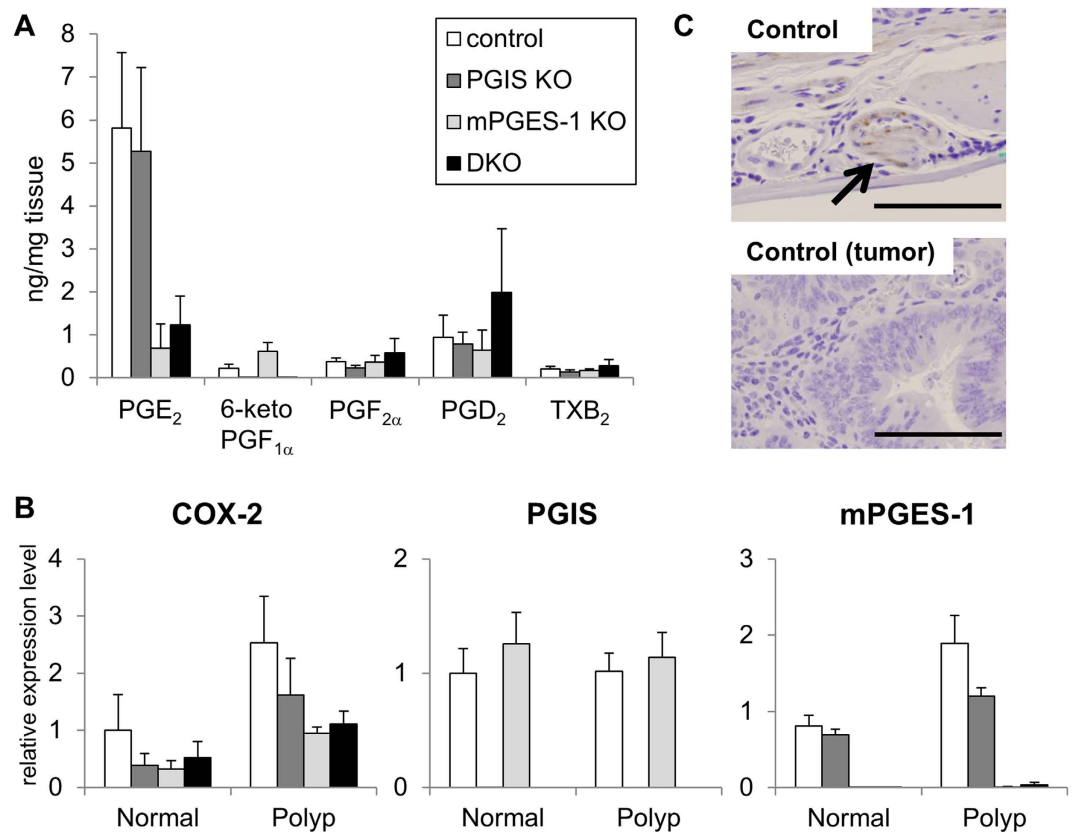 A
8
7
6
5
4
3
2
1
0
ng/mg tissue
control
PGIS KO
mPGES-1 KO
DKO
PGE₂
6-keto
PGF₁α
PGF₂α
PGD₂
TXB₂
C
Control
Control (tumor)
B
COX-2
relative expression level
4
3
2
1
0
Normal Polyp
PGIS
2
1
0
Normal Polyp
mPGES-1
3
2
1
0
Normal Polyp